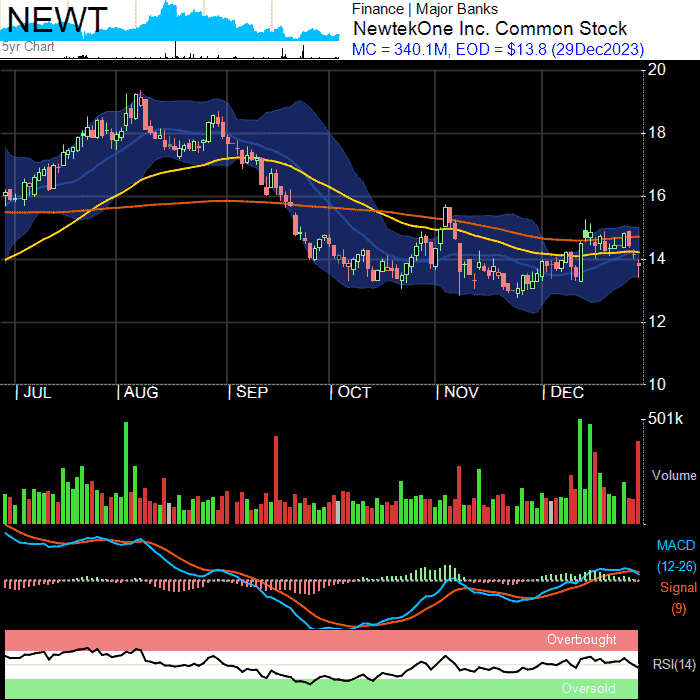 NEWT
5yr Chart
Finance | Major Banks
NewtekOne Inc. Common Stock
MC = 340.1M, EOD = $13.8 (29Dec2023)
20
18
16
14
12
10
| JUL | AUG | SEP | OCT | NOV | DEC
501k
Volume
MACD
(12-26)
Signal
(9)
Overbought
RSI(14)
Oversold